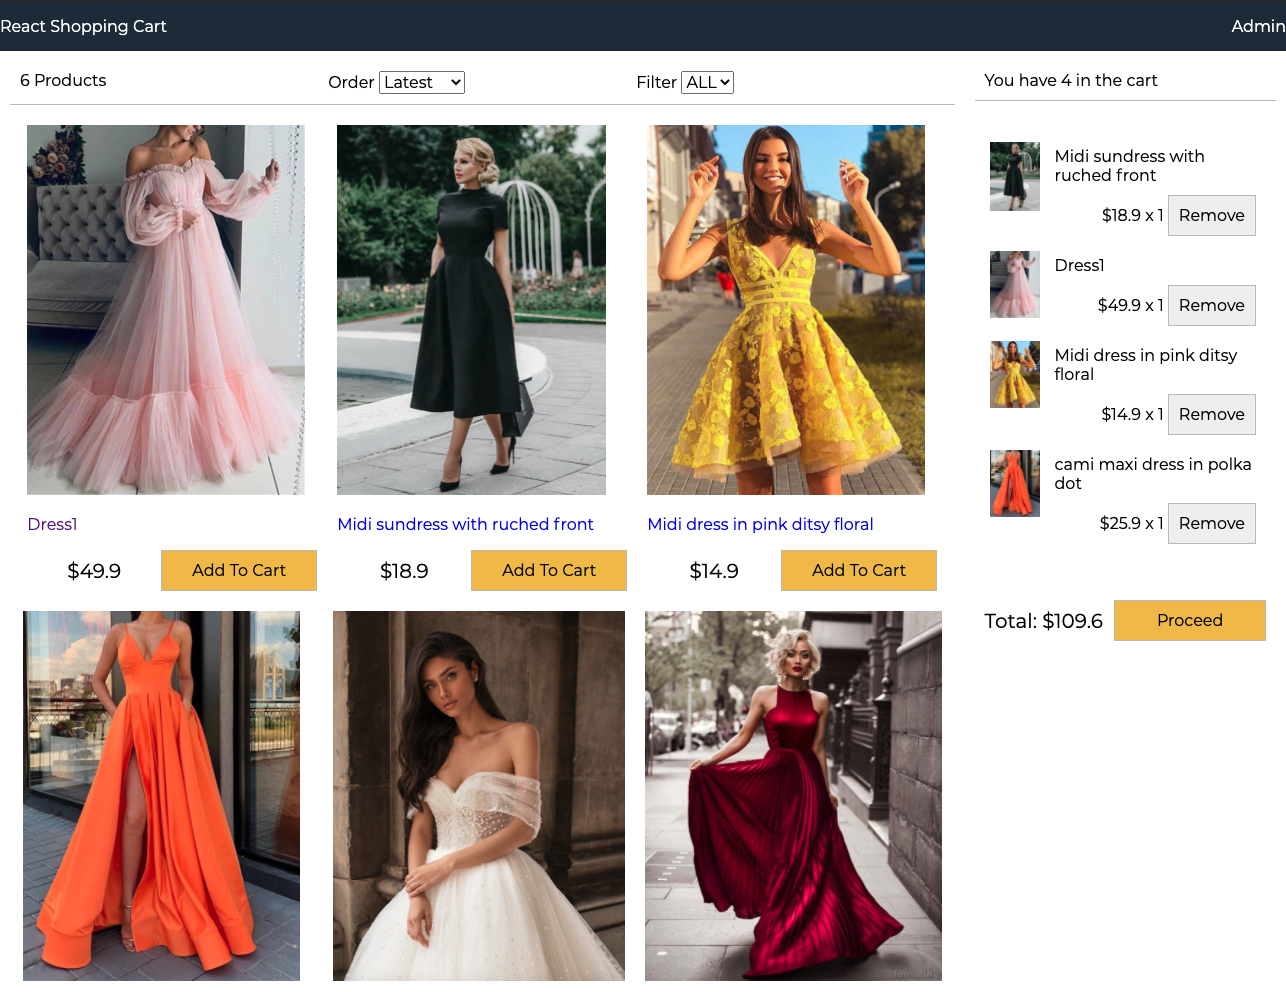 React Shopping Cart
Admin
6 Products
Order Latest
Filter ALL
You have 4 in the cart
Dress1
$49.9
Add To Cart
Midi sundress with ruched front
$18.9
Add To Cart
Midi dress in pink ditsy floral
$14.9
Add To Cart
Midi sundress with
ruched front
$18.9 x 1 Remove
Dress1
$49.9 x 1 Remove
Midi dress in pink ditsy
floral
$14.9 x 1 Remove
cami maxi dress in polka
dot
$25.9 x 1 Remove
Total: $109.6 Proceed